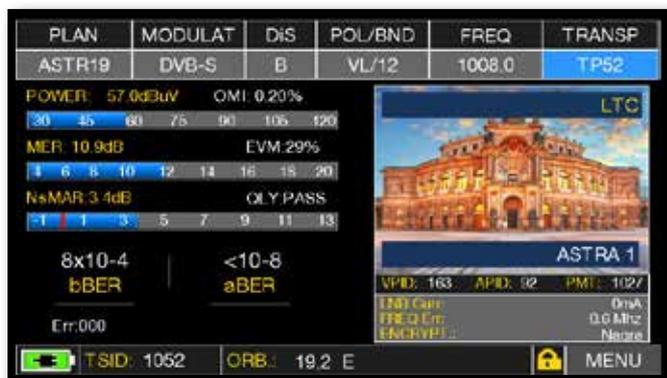 PLAN MODULAT DiS POL/BND FREQ TRANSP
ASTR19 DVB-S B VL/12 1008.0 TP52
POWER: 57.0dBuV OMI: 0.20%
30 45 60 75 90 105 120
MER: 10.9dB EVM:29%
4 6 8 10 12 14 16 18 20
NsMAR:3.4dB QLY:PASS
-1 1 3 5 7 9 11 13
8x10-4 <10-8
bBER aBER
Err:000
LTC
ASTRA 1
VPID: 163 APID: 92 PMT: 1027
LNB Curr: 0mA
FREQ Err: 0.6 Mhz
ENCRYPT.: Nagra
TSID: 1052 ORB.: 19.2 E MENU